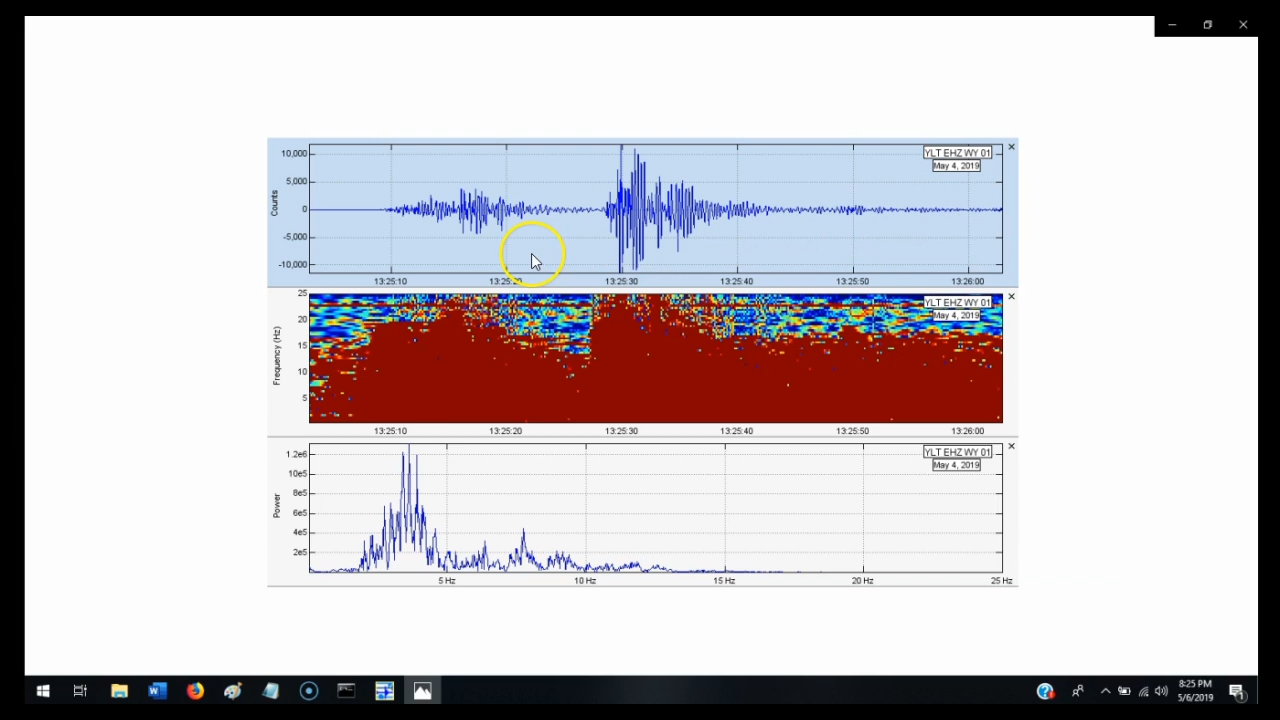 YLT EHZ WY 01
May 4, 2019
Counts
10,000
5,000
0
-5,000
-10,000
13:25:10 13:25:20 13:25:30 13:25:40 13:25:50 13:26:00
YLT EHZ WY 01
May 4, 2019
Frequency (Hz)
25
20
15
10
5
13:25:10 13:25:20 13:25:30 13:25:40 13:25:50 13:26:00
YLT EHZ WY 01
May 4, 2019
Power
1.2e6
10e5
8e5
6e5
4e5
2e5
5 Hz 10 Hz 15 Hz 20 Hz 25 Hz
8:25 PM
5/6/2019